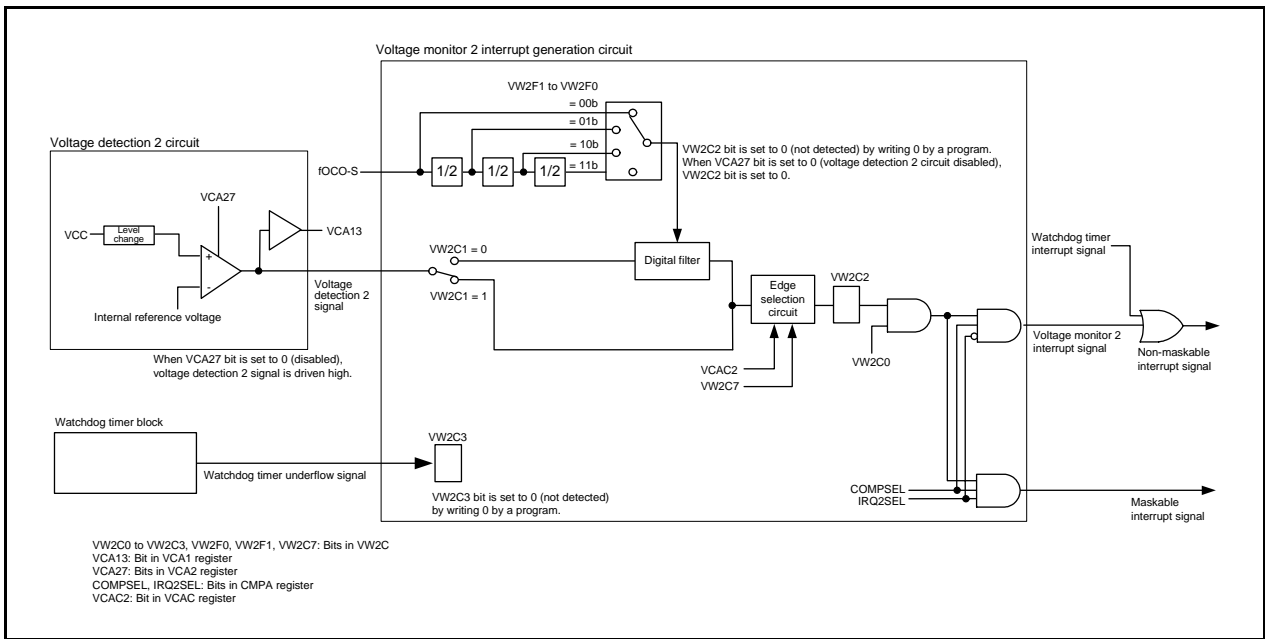 Voltage monitor 2 interrupt generation circuit
VW2F1 to VW2F0
= 00b
= 01b
= 10b
= 11b
fOCO-S
1/2
1/2
1/2
VW2C2 bit is set to 0 (not detected) by writing 0 by a program.
When VCA27 bit is set to 0 (voltage detection 2 circuit disabled),
VW2C2 bit is set to 0.
Voltage detection 2 circuit
VCA27
VCC
Level
change
+
-
VCA13
Internal reference voltage
Voltage
detection 2
signal
When VCA27 bit is set to 0 (disabled),
voltage detection 2 signal is driven high.
VW2C1 = 0
VW2C1 = 1
Digital filter
Edge
selection
circuit
VW2C2
VCAC2
VW2C7
VW2C0
Watchdog timer
interrupt signal
Voltage monitor 2
interrupt signal
Non-maskable
interrupt signal
Watchdog timer block
Watchdog timer underflow signal
VW2C3
VW2C3 bit is set to 0 (not detected)
by writing 0 by a program.
COMPSEL
IRQ2SEL
Maskable
interrupt signal
VW2C0 to VW2C3, VW2F0, VW2F1, VW2C7: Bits in VW2C
VCA13: Bit in VCA1 register
VCA27: Bits in VCA2 register
COMPSEL, IRQ2SEL: Bits in CMPA register
VCAC2: Bit in VCAC register